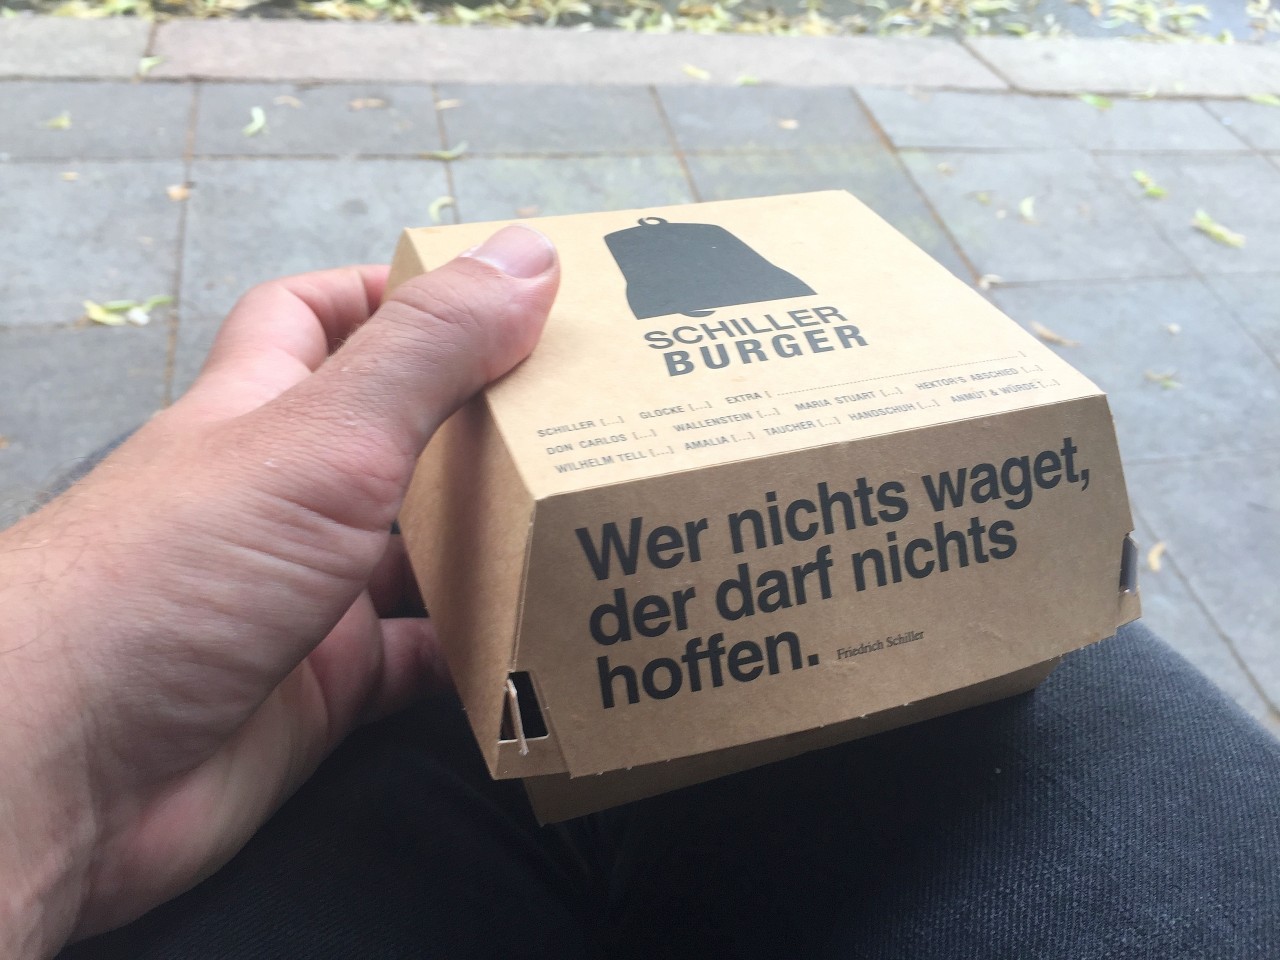 SCHILLER
BURGER
SCHILLER [....] GLOCKE [....] EXTRA [ ........................................ ]
DON CARLOS [....] WALLENSTEIN [....] MARIA STUART [....] HEKTOR'S ABSCHIED [....]
WILHELM TELL [....] AMALIA [....] TAUCHER [....] HANDSCHUH [....] ANMUT & WÜRDE [....]
Wer nichts waget,
der darf nichts
hoffen. Friedrich Schiller